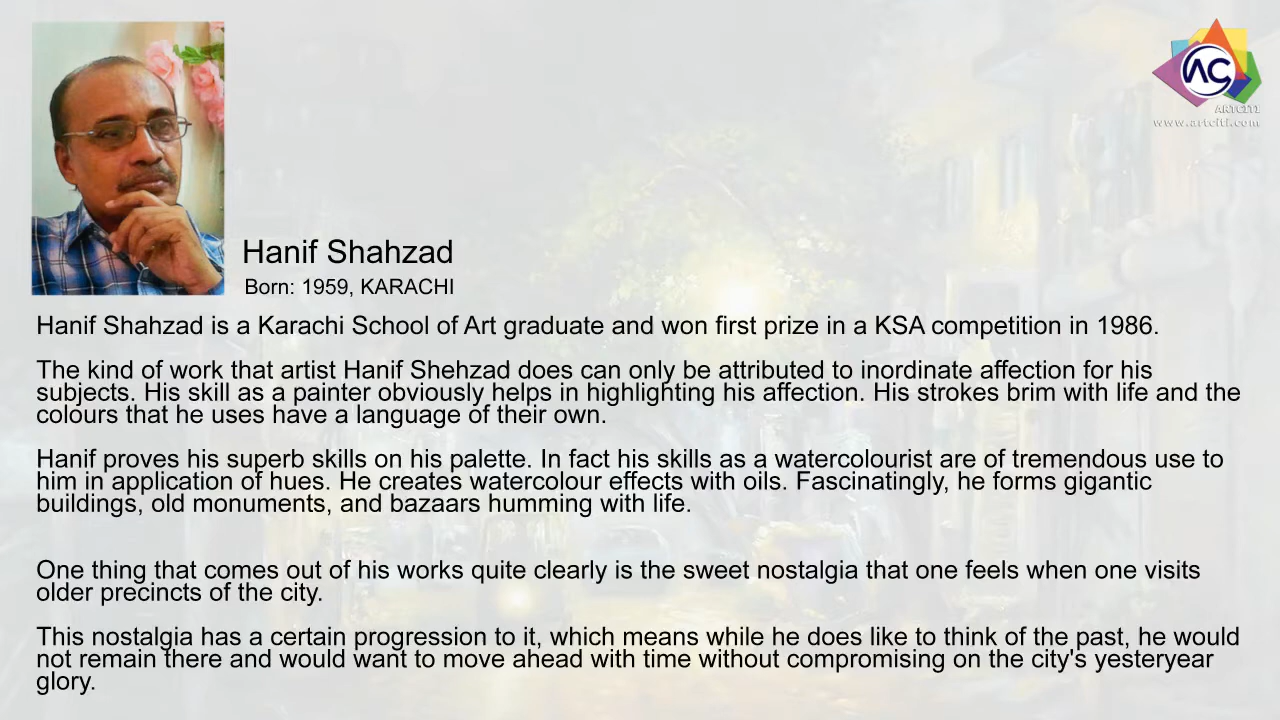 AC
ARTCITI
www.artciti.com
Hanif Shahzad
Born: 1959, KARACHI
Hanif Shahzad is a Karachi School of Art graduate and won first prize in a KSA competition in 1986.
The kind of work that artist Hanif Shehzad does can only be attributed to inordinate affection for his
subjects. His skill as a painter obviously helps in highlighting his affection. His strokes brim with life and the
colours that he uses have a language of their own.
Hanif proves his superb skills on his palette. In fact his skills as a watercolourist are of tremendous use to
him in application of hues. He creates watercolour effects with oils. Fascinatingly, he forms gigantic
buildings, old monuments, and bazaars humming with life.
One thing that comes out of his works quite clearly is the sweet nostalgia that one feels when one visits
older precincts of the city.
This nostalgia has a certain progression to it, which means while he does like to think of the past, he would
not remain there and would want to move ahead with time without compromising on the city's yesteryear
glory.